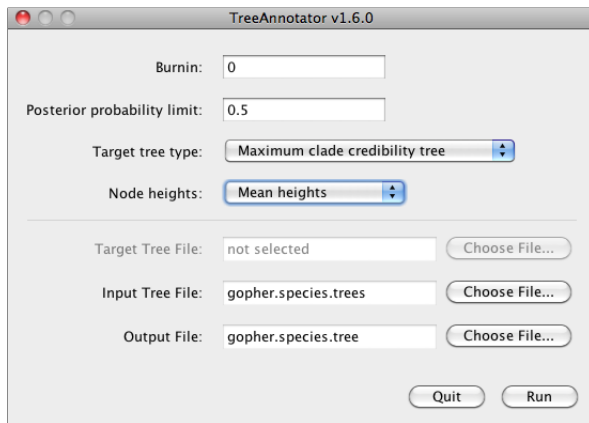 TreeAnnotator v1.6.0
Burnin: 0
Posterior probability limit: 0.5
Target tree type: Maximum clade credibility tree
Node heights: Mean heights
Target Tree File: not selected Choose File...
Input Tree File: gopher.species.trees Choose File...
Output File: gopher.species.tree Choose File...
Quit Run